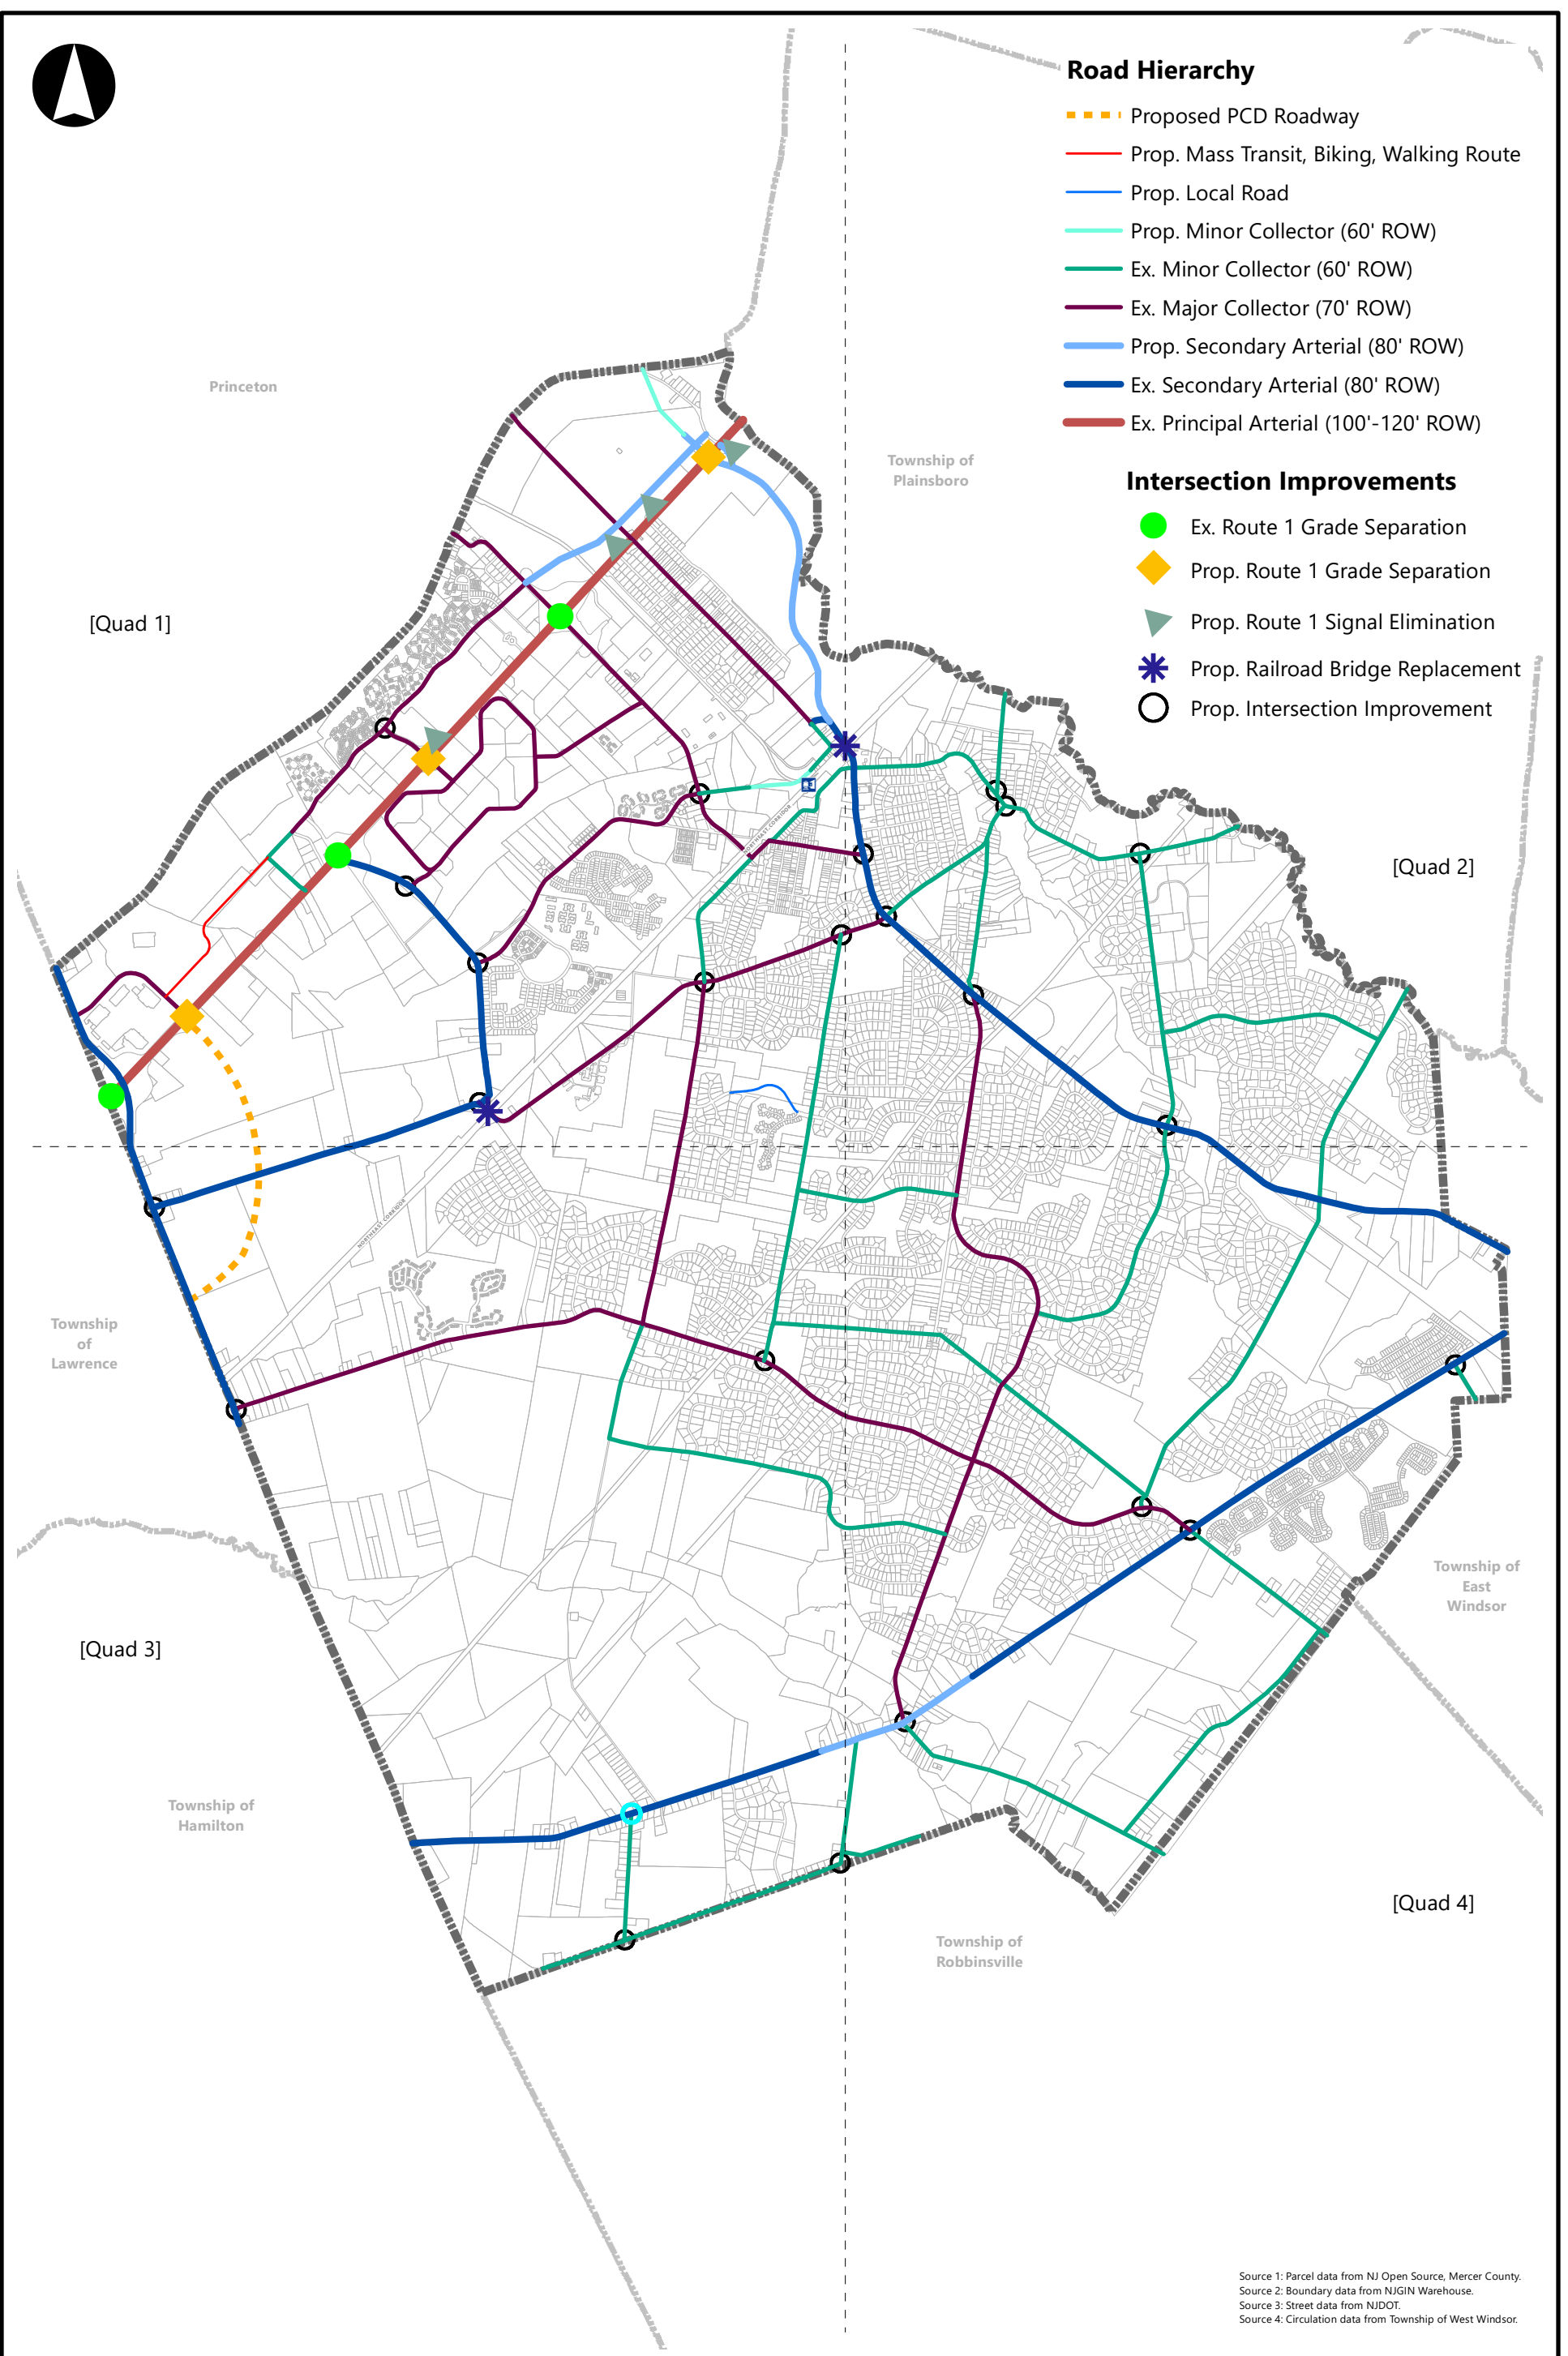 Road Hierarchy
Proposed PCD Roadway
Prop. Mass Transit, Biking, Walking Route
Prop. Local Road
Prop. Minor Collector (60' ROW)
Ex. Minor Collector (60' ROW)
Ex. Major Collector (70' ROW)
Prop. Secondary Arterial (80' ROW)
Ex. Secondary Arterial (80' ROW)
Ex. Principal Arterial (100'-120' ROW)
Intersection Improvements
Ex. Route 1 Grade Separation
Prop. Route 1 Grade Separation
Prop. Route 1 Signal Elimination
Prop. Railroad Bridge Replacement
Prop. Intersection Improvement
Princeton
Township of
Plainsboro
[Quad 1]
[Quad 2]
NORTHEAST CORRIDOR
NORTHEAST CORRIDOR
Township
of
Lawrence
Township of
East
Windsor
[Quad 3]
Township of
Hamilton
[Quad 4]
Township of
Robbinsville
Source 1: Parcel data from NJ Open Source, Mercer County.
Source 2: Boundary data from NJGIN Warehouse.
Source 3: Street data from NJDOT.
Source 4: Circulation data from Township of West Windsor.